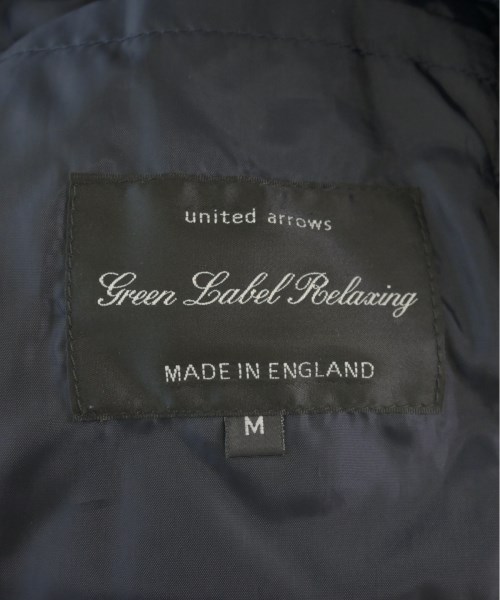 united arrows
Green Label Relaxing
MADE IN ENGLAND
M